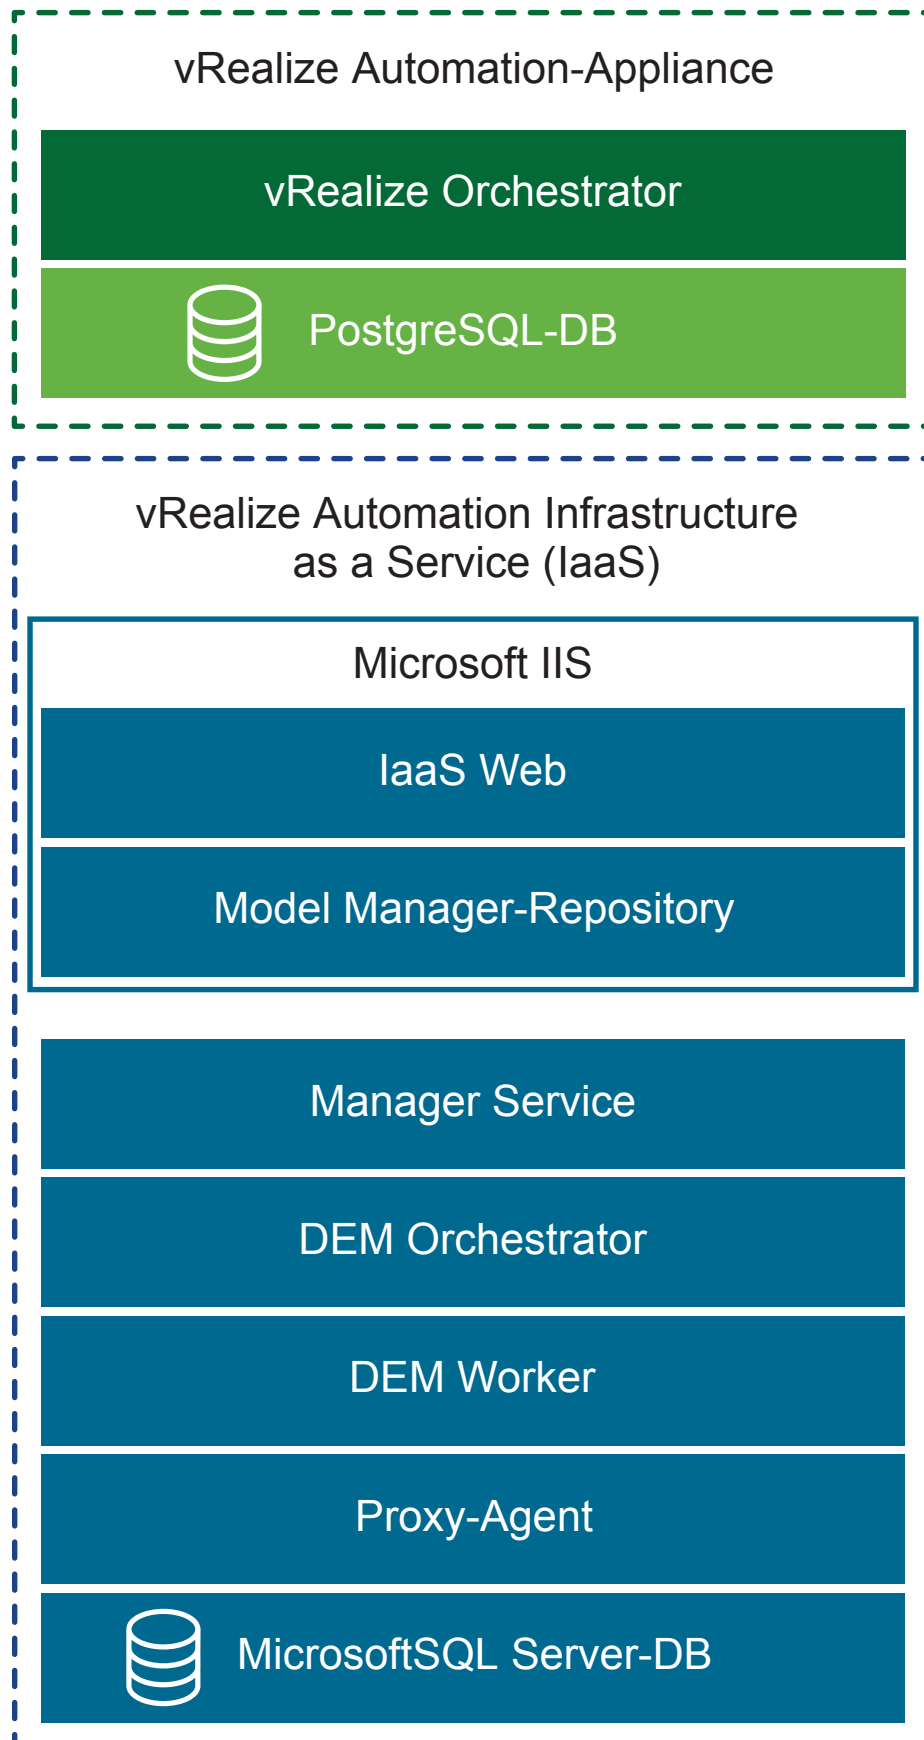 vRealize Automation-Appliance
vRealize Orchestrator
PostgreSQL-DB
vRealize Automation Infrastructure
as a Service (IaaS)
Microsoft IIS
IaaS Web
Model Manager-Repository
Manager Service
DEM Orchestrator
DEM Worker
Proxy-Agent
MicrosoftSQL Server-DB